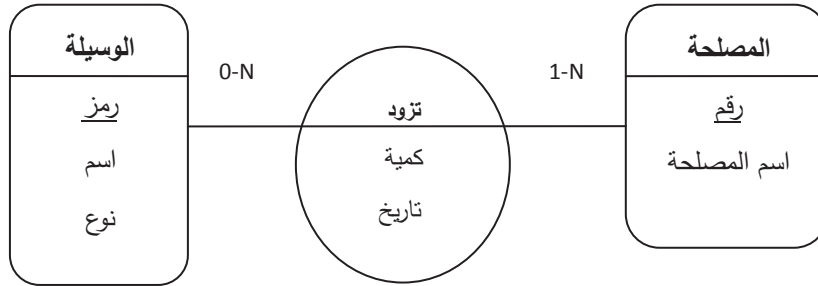 المصلحة
رقم
اسم المصلحة
1-N
تزود
كمية
تاريخ
0-N
الوسيلة
رمز
اسم
نوع